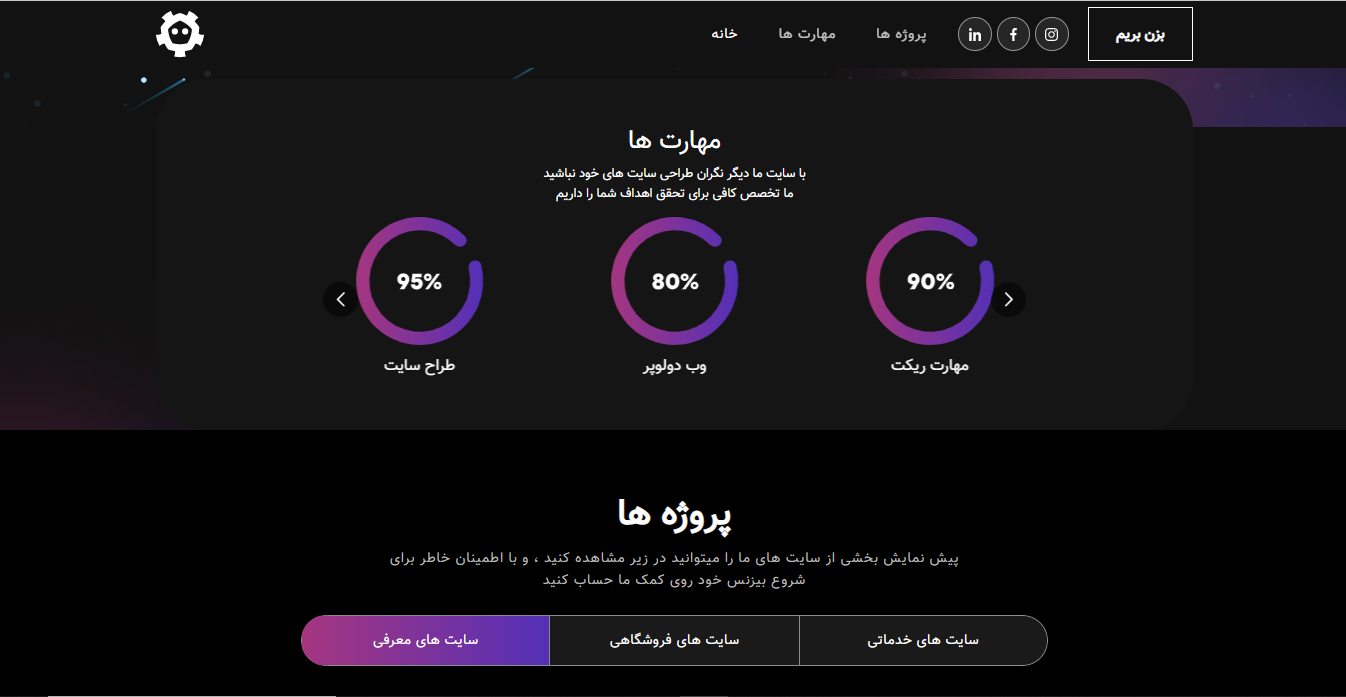 خانه
مهارت ها
پروژه ها
بزن بریم
مهارت ها
با سایت ما دیگر نگران طراحی سایت های خود نباشید
ما تخصص کافی برای تحقق اهداف شما را داریم
95%
80%
90%
طراح سایت
وب دولوپر
مهارت ریکت
پروژه ها
پیش نمایش بخشی از سایت های ما را میتوانید در زیر مشاهده کنید ، و با اطمینان خاطر برای
شروع بیزنس خود روی کمک ما حساب کنید
سایت های معرفی
سایت های فروشگاهی
سایت های خدماتی